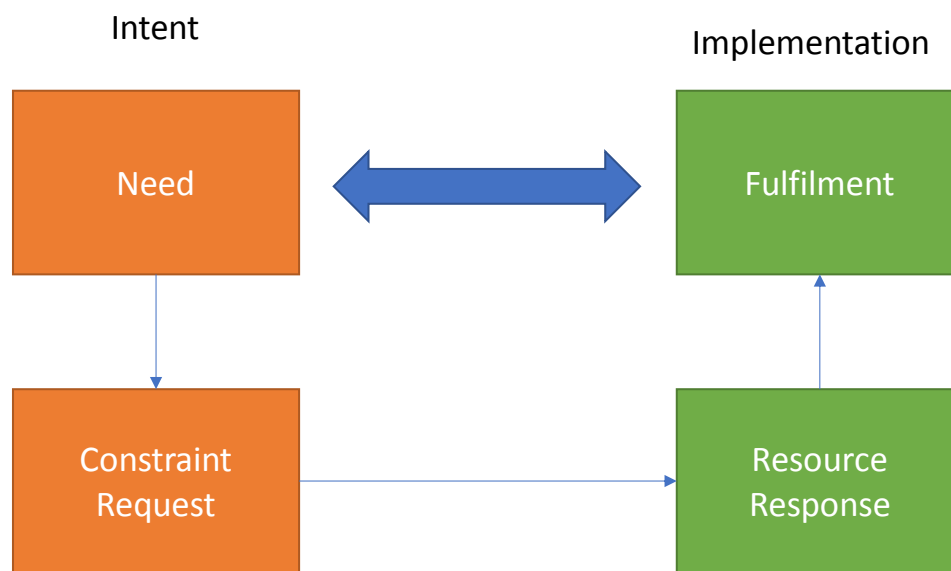 Intent
Implementation
Need
Fulfilment
Constraint
Request
Resource
Response